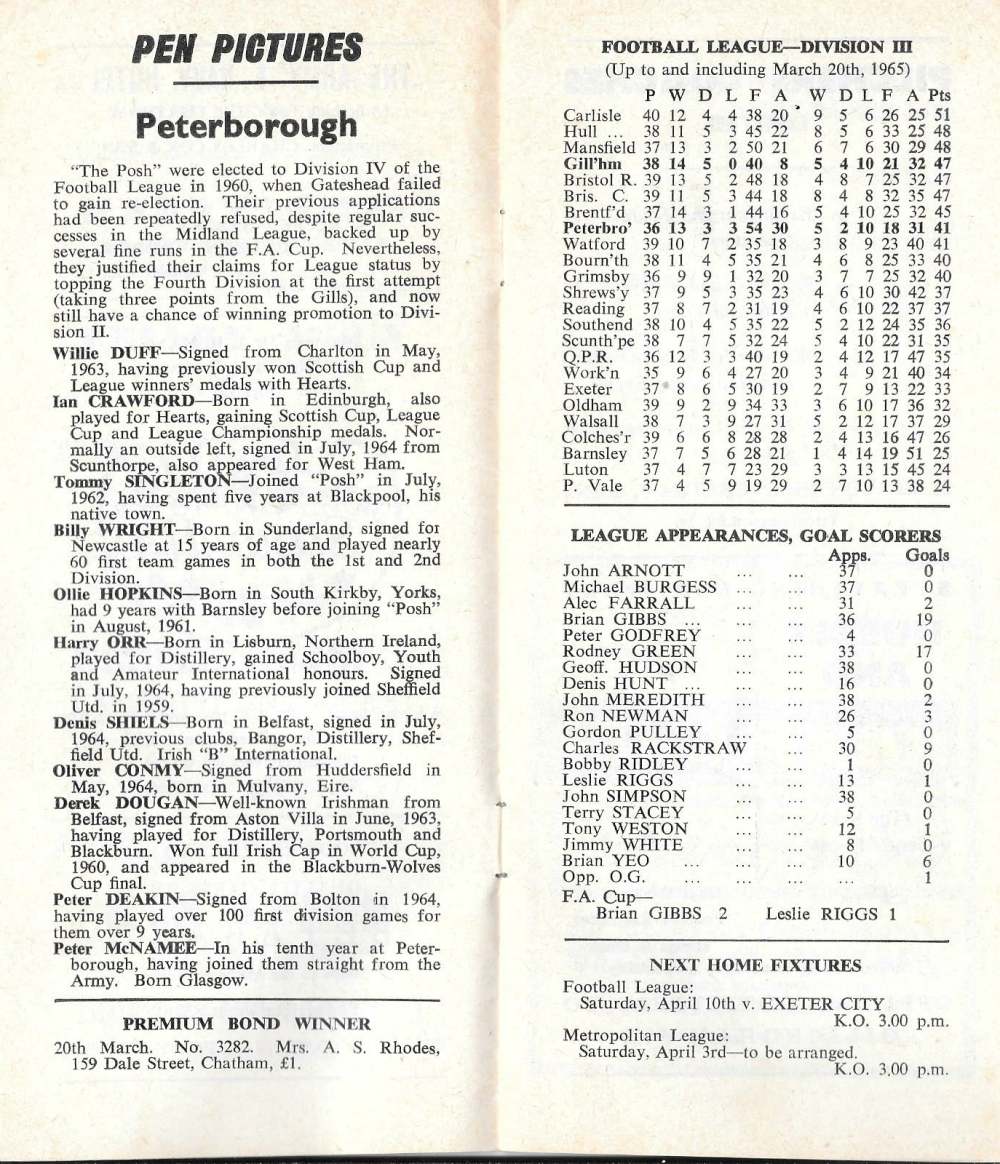 PEN PICTURES
Peterborough
"The Posh" were elected to Division IV of the
Football League in 1960, when Gateshead failed
to gain re-election. Their previous applications
had been repeatedly refused, despite regular suc-
cesses in the Midland League, backed up by
several fine runs in the F.A. Cup. Nevertheless,
they justified their claims for League status by
topping the Fourth Division at the first attempt
(taking three points from the Gills), and now
still have a chance of winning promotion to Divi-
sion II.
Willie DUFF—Signed from Charlton in May,
1963, having previously won Scottish Cup and
League winners' medals with Hearts.
Ian CRAWFORD—Born in Edinburgh, also
played for Hearts, gaining Scottish Cup, League
Cup and League Championship medals. Nor-
mally an outside left, signed in July, 1964 from
Scunthorpe, also appeared for West Ham.
Tommy SINGLETON—Joined "Posh" in July,
1962, having spent five years at Blackpool, his
native town.
Billy WRIGHT—Born in Sunderland, signed for
Newcastle at 15 years of age and played nearly
60 first team games in both the 1st and 2nd
Division.
Ollie HOPKINS—Born in South Kirkby, Yorks,
had 9 years with Barnsley before joining "Posh"
in August, 1961.
Harry ORR—Born in Lisburn, Northern Ireland,
played for Distillery, gained Schoolboy, Youth
and Amateur International honours. Signed
in July, 1964, having previously joined Sheffield
Utd. in 1959.
Denis SHIELS—Born in Belfast, signed in July,
1964, previous clubs, Bangor, Distillery, Shef-
field Utd. Irish "B" International.
Oliver CONMY—Signed from Huddersfield in
May, 1964, born in Mulvany, Eire.
Derek DOUGAN—Well-known Irishman from
Belfast, signed from Aston Villa in June, 1963,
having played for Distillery, Portsmouth and
Blackburn. Won full Irish Cap in World Cup,
1960, and appeared in the Blackburn-Wolves
Cup final.
Peter DEAKIN—Signed from Bolton in 1964,
having played over 100 first division games for
them over 9 years.
Peter McNAMEE—In his tenth year at Peter-
borough, having joined them straight from the
Army. Born Glasgow.
PREMIUM BOND WINNER
20th March. No. 3282. Mrs. A. S. Rhodes,
159 Dale Street, Chatham, £1.
FOOTBALL LEAGUE—DIVISION III
(Up to and including March 20th, 1965)
P W D L F A W D L F A Pts
Carlisle 40 12 4 4 38 20 9 5 6 26 25 51
Hull ... 38 11 5 3 45 22 8 5 6 33 25 48
Mansfield 37 13 3 2 50 21 6 7 6 30 29 48
Gill'hm 38 14 5 0 40 8 5 4 10 21 32 47
Bristol R. 39 13 5 2 48 18 4 8 7 25 32 47
Bris. C. 39 11 5 3 44 18 8 4 8 32 35 47
Brentf'd 37 14 3 1 44 16 5 4 10 25 32 45
Peterbro' 36 13 3 3 54 30 5 2 10 18 31 41
Watford 39 10 7 2 35 18 3 8 9 23 40 41
Bourn'th 38 11 4 5 35 21 4 6 8 25 33 40
Grimsby 36 9 9 1 32 20 3 7 7 25 32 40
Shrews'y 37 9 5 3 35 23 4 6 10 30 42 37
Reading 37 8 7 2 31 19 4 6 10 22 37 37
Southend 38 10 4 5 35 22 5 2 12 24 35 36
Scunth'pe 38 7 7 5 32 24 5 4 10 22 31 35
Q.P.R. 36 12 3 3 40 19 2 4 12 17 47 35
Work'n 35 9 6 4 27 20 3 4 9 21 40 34
Exeter 37 8 6 5 30 19 2 7 9 13 22 33
Oldham 39 9 2 9 34 33 3 6 10 17 36 32
Walsall 38 7 3 9 27 31 5 2 12 17 37 29
Colches'r 39 6 6 8 28 28 2 4 13 16 47 26
Barnsley 37 7 5 6 28 21 1 4 14 19 51 25
Luton 37 4 7 7 23 29 3 3 13 15 45 24
P. Vale 37 4 5 9 19 29 2 7 10 13 38 24
LEAGUE APPEARANCES, GOAL SCORERS
Apps. Goals
John ARNOTT ... ... 37 0
Michael BURGESS ... ... 37 0
Alec FARRALL ... ... 31 2
Brian GIBBS ... ... ... 36 19
Peter GODFREY ... ... 4 0
Rodney GREEN ... ... 33 17
Geoff. HUDSON ... ... 38 0
Denis HUNT ... ... ... 16 0
John MEREDITH ... ... 38 2
Ron NEWMAN ... ... 26 3
Gordon PULLEY ... ... 5 0
Charles RACKSTRAW ... 30 9
Bobby RIDLEY ... ... 1 0
Leslie RIGGS ... ... 13 1
John SIMPSON ... ... 38 0
Terry STACEY ... ... 5 0
Tony WESTON ... ... 12 1
Jimmy WHITE ... ... 8 0
Brian YEO ... ... ... 10 6
Opp. O.G. ... ... ... ... 1
F.A. Cup—
Brian GIBBS 2 Leslie RIGGS 1
NEXT HOME FIXTURES
Football League:
Saturday, April 10th v. EXETER CITY
K.O. 3.00 p.m.
Metropolitan League:
Saturday, April 3rd—to be arranged.
K.O. 3.00 p.m.